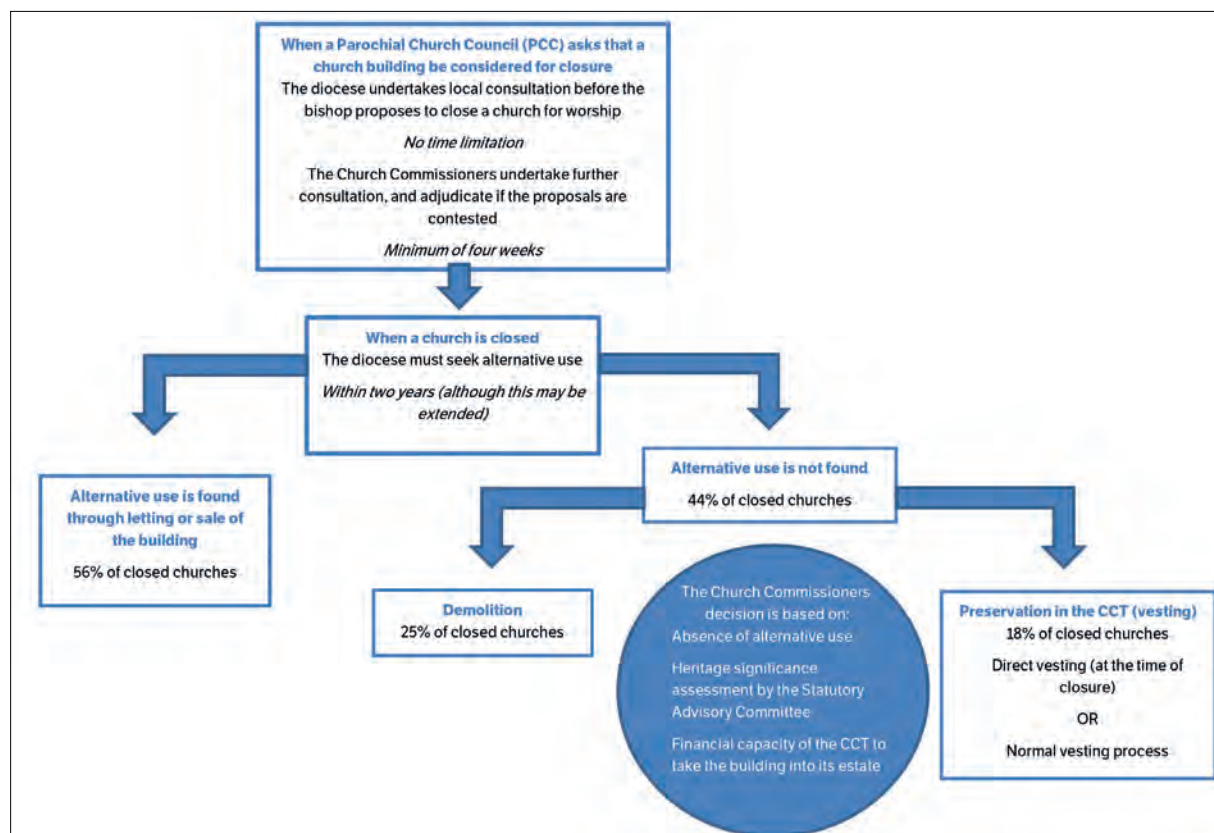 When a Parochial Church Council (PCC) asks that a
church building be considered for closure
The diocese undertakes local consultation before the
bishop proposes to close a church for worship
No time limitation
The Church Commissioners undertake further
consultation, and adjudicate if the proposals are
contested
Minimum of four weeks
When a church is closed
The diocese must seek alternative use
Within two years (although this may be
extended)
Alternative use is found
through letting or sale of
the building
56% of closed churches
Alternative use is not found
44% of closed churches
Demolition
25% of closed churches
The Church Commissioners
decision is based on:
Absence of alternative use
Heritage significance
assessment by the Statutory
Advisory Committee
Financial capacity of the CCT to
take the building into its estate
Preservation in the CCT (vesting)
18% of closed churches
Direct vesting (at the time of
closure)
OR
Normal vesting process